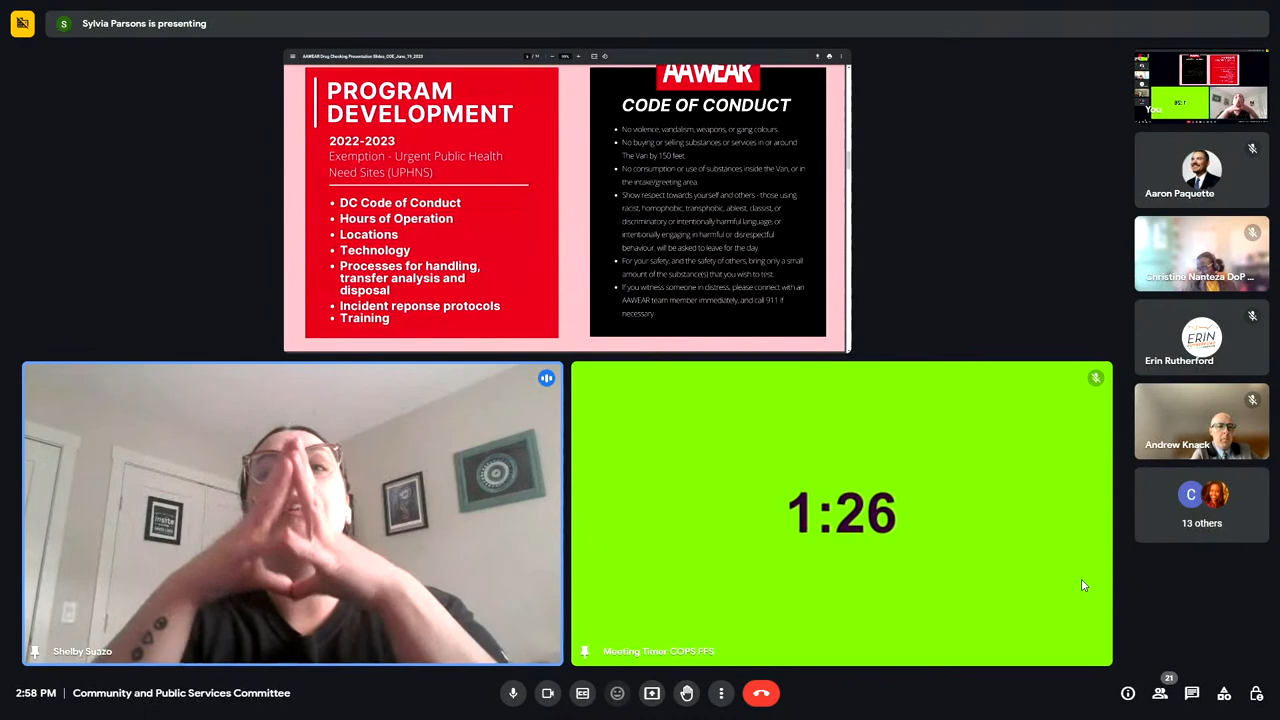 S Sylvia Parsons is presenting
AAWEAR Drug Checking Presentation Slides_COE_June_19_2023
PROGRAM
DEVELOPMENT
2022-2023
Exemption - Urgent Public Health
Need Sites (UPHNS)
• DC Code of Conduct
• Hours of Operation
• Locations
• Technology
• Processes for handling,
transfer analysis and
disposal
• Incident reponse protocols
• Training
AAWEAR
CODE OF CONDUCT
• No violence, vandalism, weapons, or gang colours.
• No buying or selling substances or services in or around
The Van by 150 feet.
• No consumption or use of substances inside the Van, or in
the intake/greeting area.
• Show respect towards yourself and others - those using
racist, homophobic, transphobic, ableist, classist, or
discriminatory or intentionally harmful language, or
intentionally engaging in harmful or disrespectful
behaviour, will be asked to leave for the day.
• For your safety, and the safety of others, bring only a small
amount of the substance(s) that you wish to test.
• If you witness someone in distress, please connect with an
AAWEAR team member immediately, and call 911 if
necessary.
You
Aaron Paquette
Christine Nanteza DoP ...
ERIN
Erin Rutherford
Andrew Knack
C
13 others
insite
Shelby Suazo
1:26
Meeting Timer COPS FFS
2:58 PM | Community and Public Services Committee
21